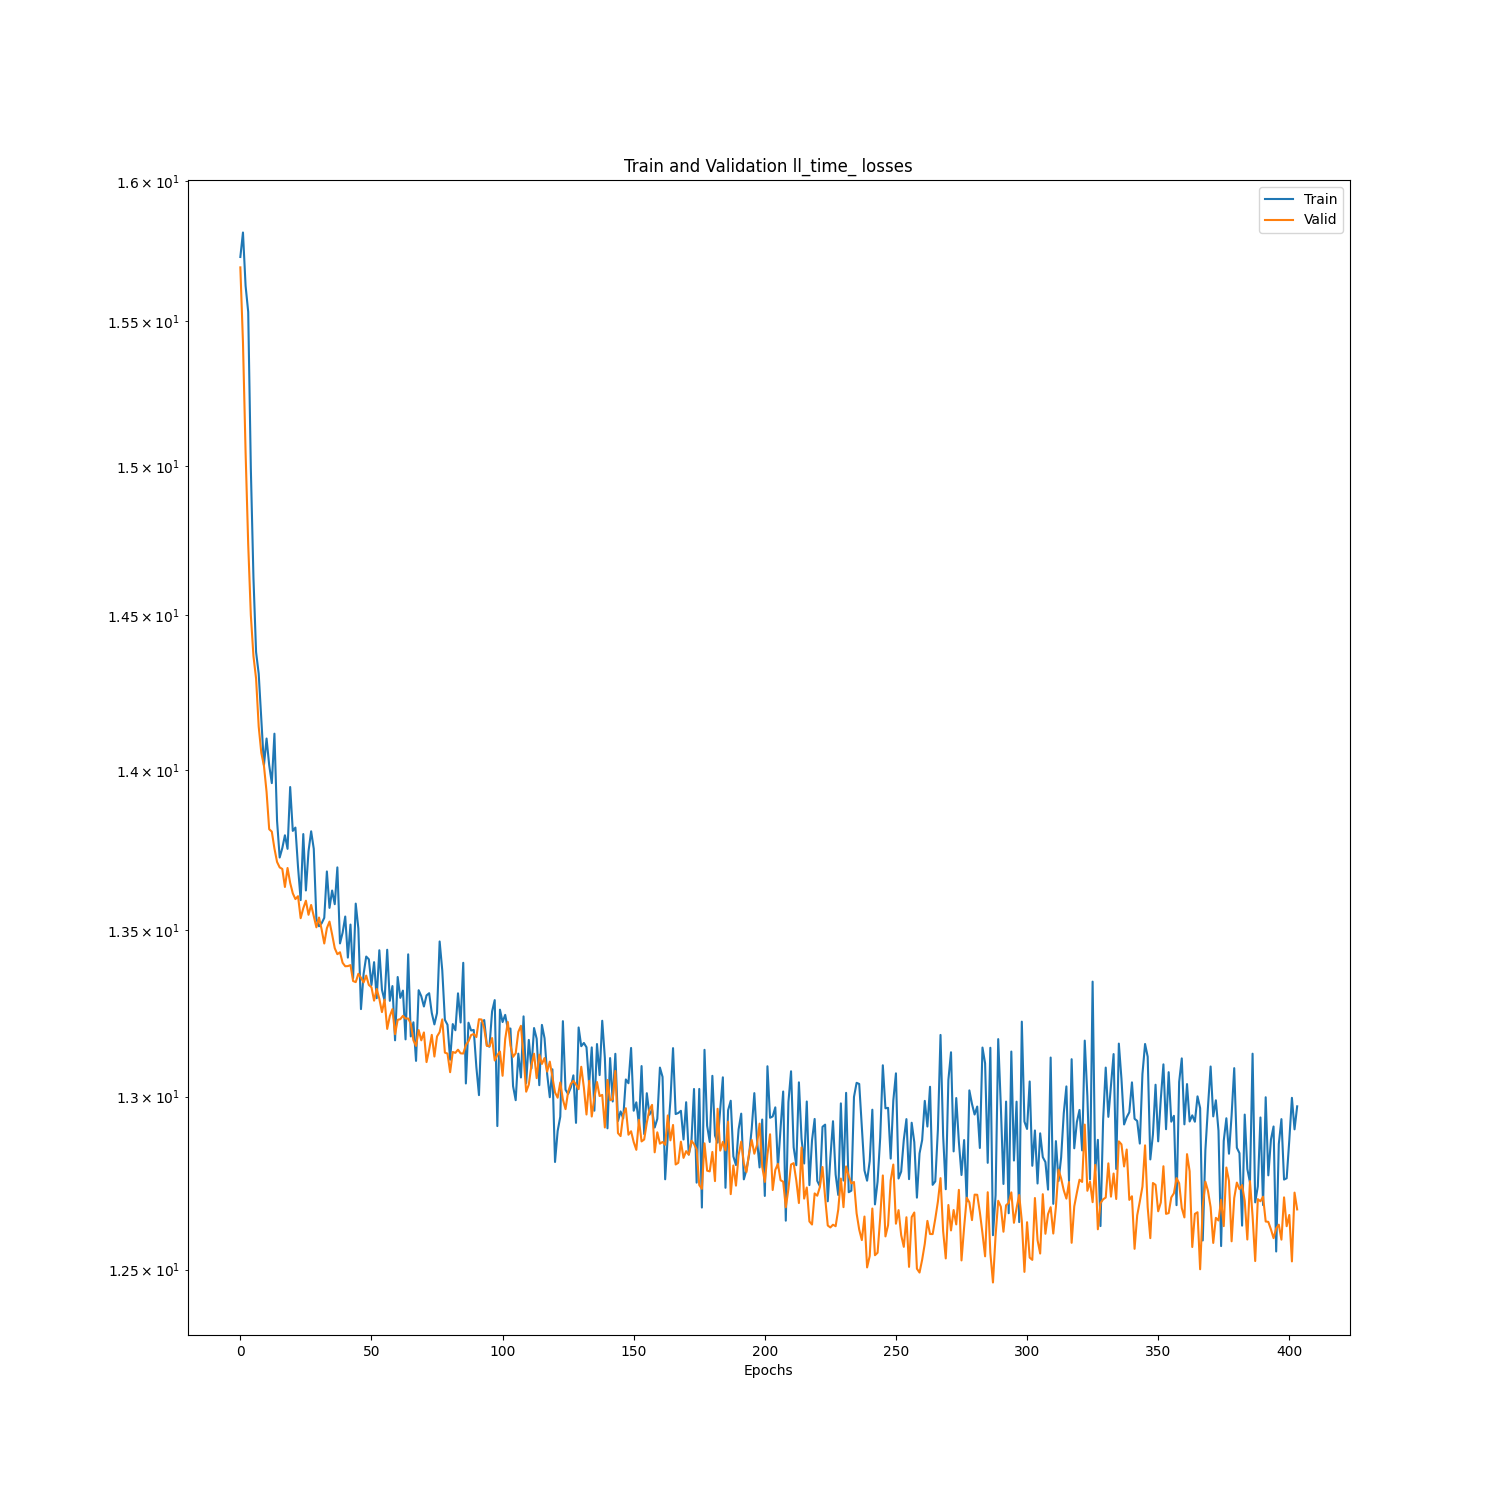 Train and Validation ll_time_ losses
Train
Valid
1.6 × 10¹
1.55 × 10¹
1.5 × 10¹
1.45 × 10¹
1.4 × 10¹
1.35 × 10¹
1.3 × 10¹
1.25 × 10¹
0 50 100 150 200 250 300 350 400
Epochs